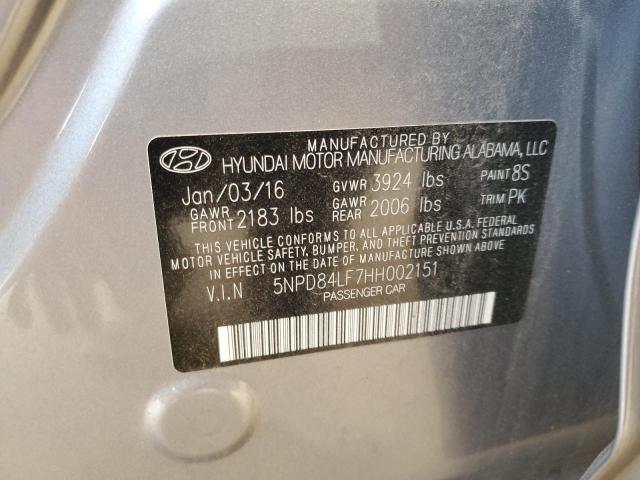 MANUFACTURED BY
HYUNDAI MOTOR MANUFACTURING ALABAMA, LLC
Jan/03/16 GVWR 3924 lbs PAINT 8S
GAWR FRONT 2183 lbs GAWR REAR 2006 lbs TRIM PK
THIS VEHICLE CONFORMS TO ALL APPLICABLE U.S.A. FEDERAL
MOTOR VEHICLE SAFETY, BUMPER, AND THEFT PREVENTION STANDARDS
IN EFFECT ON THE DATE OF MANUFACTURE SHOWN ABOVE.
V.I.N 5NPD84LF7HH002151
PASSENGER CAR